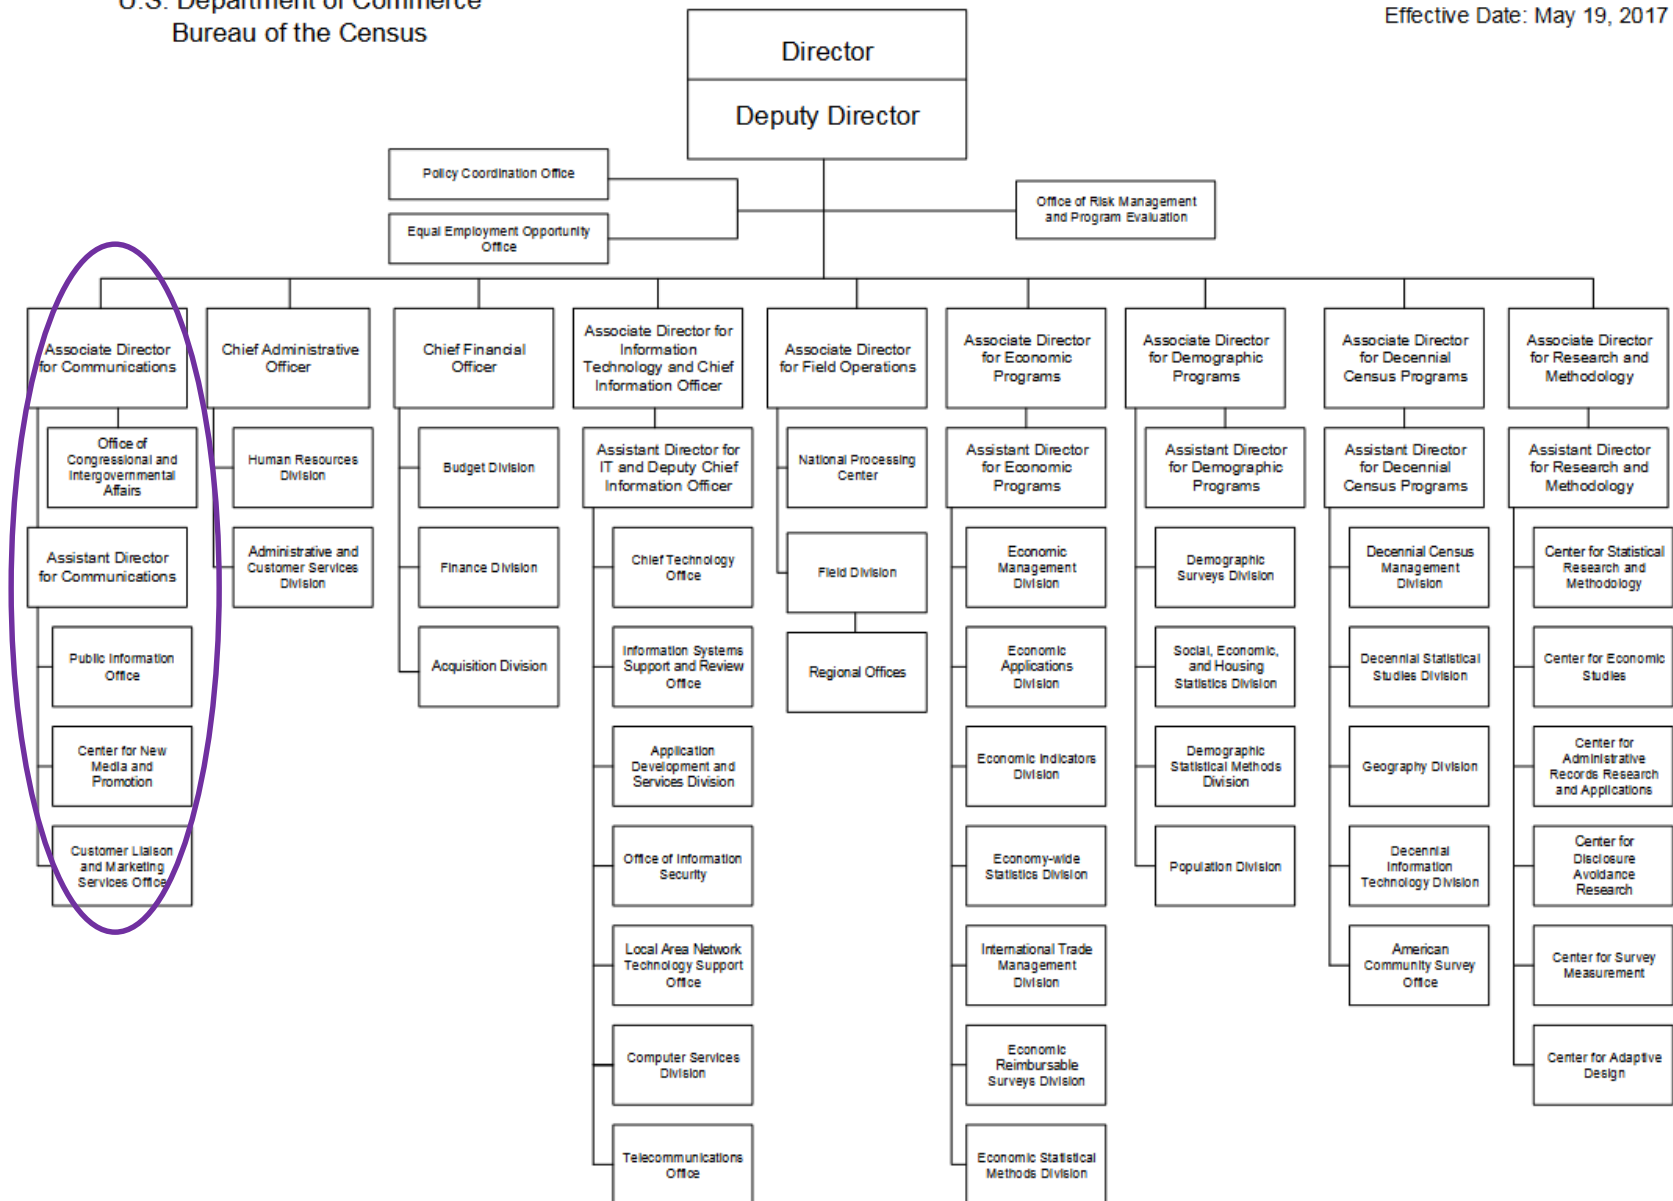 U.S. Department of Commerce
Bureau of the Census
Effective Date: May 19, 2017
Director
Deputy Director
Policy Coordination Office
Equal Employment Opportunity
Office
Office of Risk Management
and Program Evaluation
Associate Director
for Communications
Office of
Congressional and
Intergovernmental
Affairs
Assistant Director
for Communications
Public Information
Office
Center for New
Media and
Promotion
Customer Liaison
and Marketing
Services Office
Chief Administrative
Officer
Human Resources
Division
Administrative and
Customer Services
Division
Chief Financial
Officer
Budget Division
Finance Division
Acquisition Division
Associate Director for
Information
Technology and Chief
Information Officer
Assistant Director for
IT and Deputy Chief
Information Officer
Chief Technology
Office
Information Systems
Support and Review
Office
Application
Development and
Services Division
Office of Information
Security
Local Area Network
Technology Support
Office
Computer Services
Division
Telecommunications
Office
Associate Director
for Field Operations
National Processing
Center
Field Division
Regional Offices
Associate Director
for Economic
Programs
Assistant Director
for Economic
Programs
Economic
Management
Division
Economic
Applications
Division
Economic Indicators
Division
Economy-wide
Statistics Division
International Trade
Management
Division
Economic
Reimbursable
Surveys Division
Economic Statistical
Methods Division
Associate Director
for Demographic
Programs
Assistant Director
for Demographic
Programs
Demographic
Surveys Division
Social, Economic,
and Housing
Statistics Division
Demographic
Statistical Methods
Division
Population Division
Associate Director
for Decennial
Census Programs
Assistant Director
for Decennial
Census Programs
Decennial Census
Management
Division
Decennial Statistical
Studies Division
Geography Division
Decennial
Information
Technology Division
American
Community Survey
Office
Associate Director
for Research and
Methodology
Assistant Director
for Research and
Methodology
Center for Statistical
Research and
Methodology
Center for Economic
Studies
Center for
Administrative
Records Research
and Applications
Center for
Disclosure
Avoidance
Research
Center for Survey
Measurement
Center for Adaptive
Design